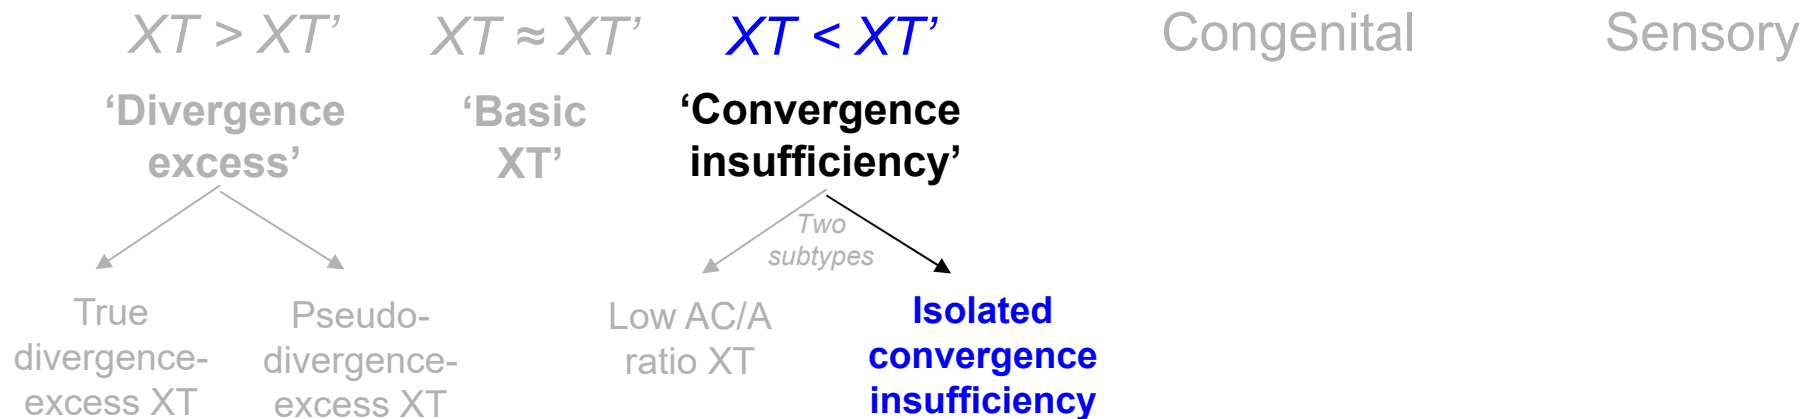 XT > XT’ XT ≈ XT’ XT < XT’ Congenital Sensory
‘Divergence
excess’
‘Basic
XT’
‘Convergence
insufficiency’
Two
subtypes
True
divergence-
excess XT
Pseudo-
divergence-
excess XT
Low AC/A
ratio XT
Isolated
convergence
insufficiency